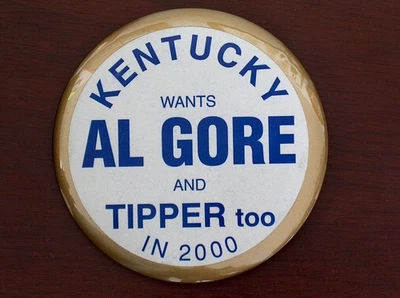 KENTUCKY
WANTS
AL GORE
AND
TIPPER too
IN 2000